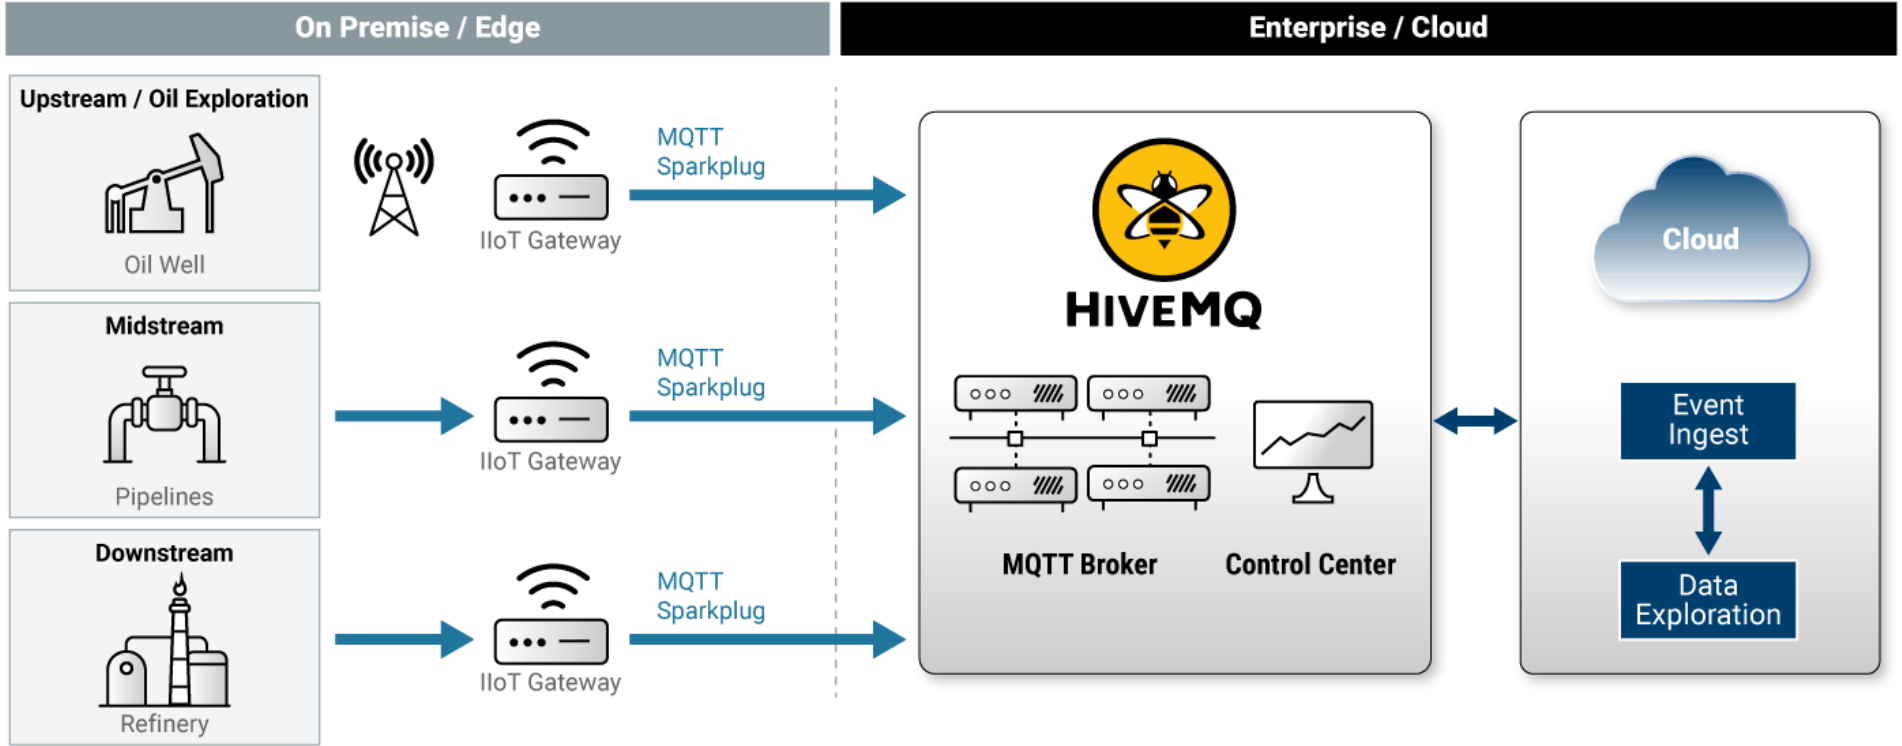 On Premise / Edge
Enterprise / Cloud
Upstream / Oil Exploration
Oil Well
IIoT Gateway
MQTT
Sparkplug
Midstream
Pipelines
IIoT Gateway
MQTT
Sparkplug
Downstream
Refinery
IIoT Gateway
MQTT
Sparkplug
HIVEMQ
MQTT Broker
Control Center
Cloud
Event
Ingest
Data
Exploration